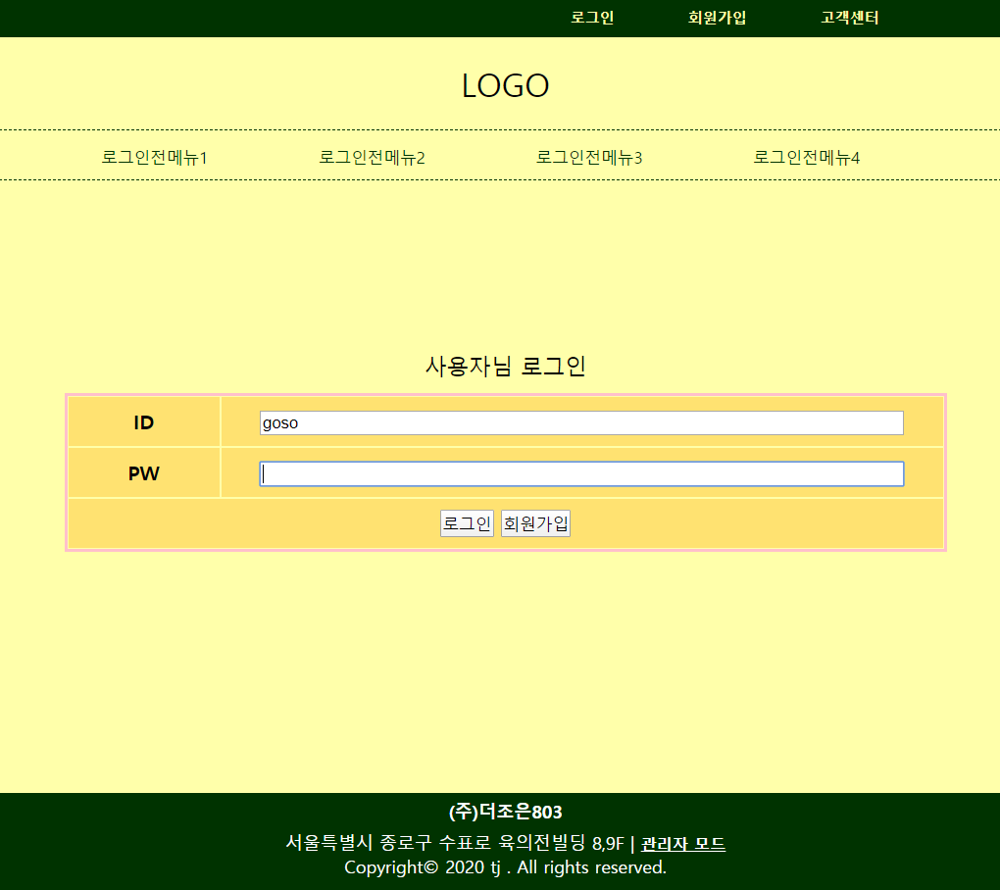 로그인 회원가입 고객센터
LOGO
로그인전메뉴1 로그인전메뉴2 로그인전메뉴3 로그인전메뉴4
사용자님 로그인
ID goso
PW
로그인 회원가입
(주)더조은803
서울특별시 종로구 수표로 육의전빌딩 8,9F | 관리자 모드
Copyright© 2020 tj . All rights reserved.